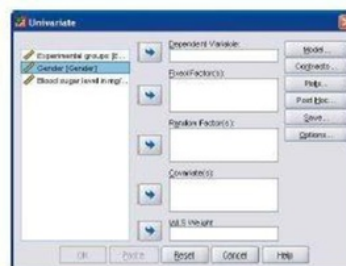 Univariate
Experimental groups [E...
Gender [Gender]
Blood sugar level in mg/...
Dependent Variable:
Fixed Factor(s):
Random Factor(s):
Covariate(s):
WLS Weight
Model...
Contrasts...
Plots...
Post Hoc...
Save...
Options...
OK
Paste
Reset
Cancel
Help